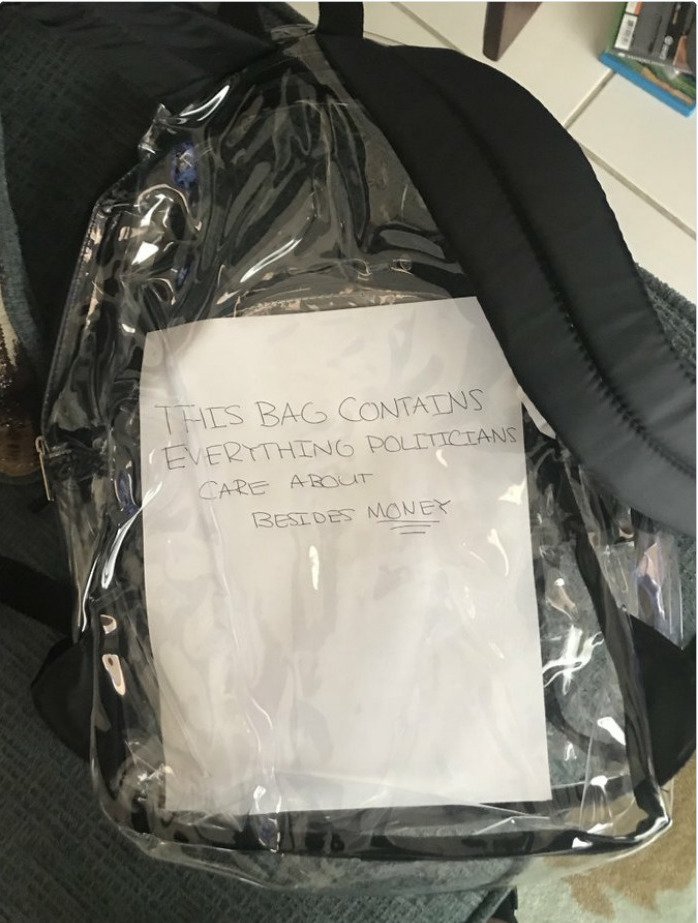 THIS BAG CONTAINS
EVERYTHING POLITICIANS
CARE ABOUT
BESIDES MONEY